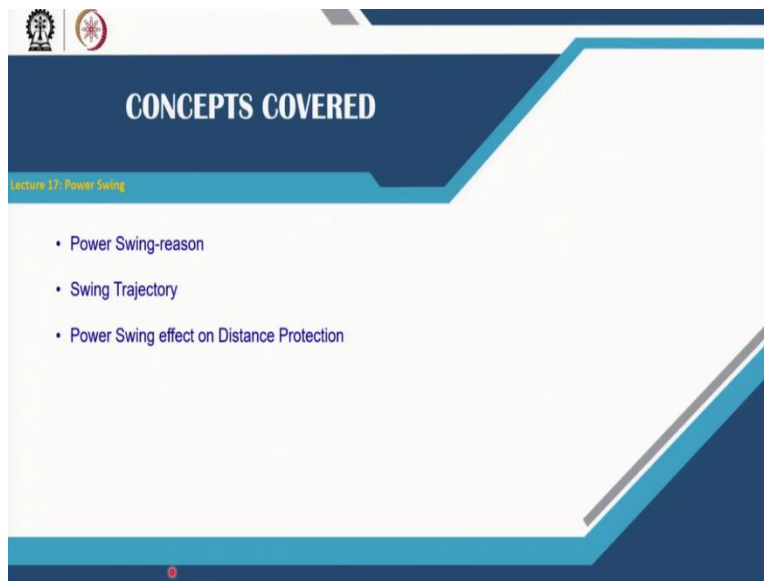 CONCEPTS COVERED
Lecture 17: Power Swing
• Power Swing-reason
• Swing Trajectory
• Power Swing effect on Distance Protection